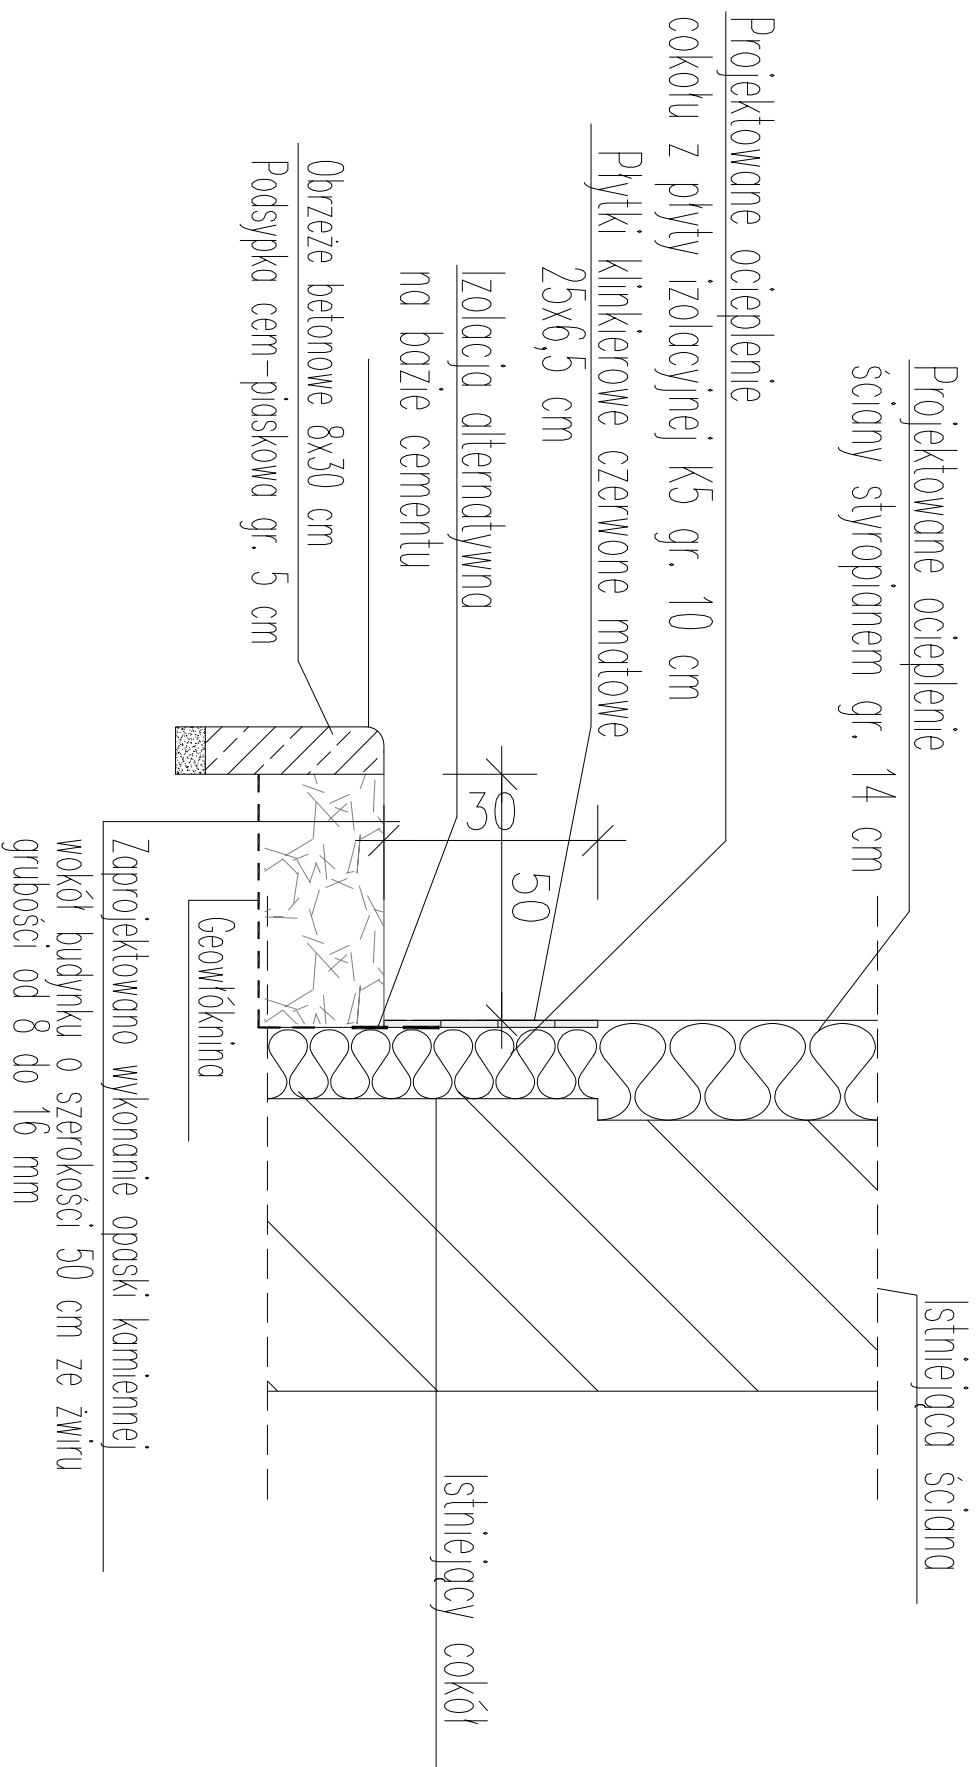 Projektowane ocieplenie
ściany styropianem gr. 14 cm
Projektowane ocieplenie
cokołu z płyty izolacyjnej K5 gr. 10 cm
Płytki klinkierowe czerwone matowe
25x6,5 cm
Izolacja alternatywna
na bazie cementu
Obrzeże betonowe 8x30 cm
Podsypka cem-piaskowa gr. 5 cm
30
50
Istniejąca ściana
Istniejący cokół
Geowłóknina
Zaprojektowano wykonanie opaski kamiennej
wokół budynku o szerokości 50 cm ze żwiru
grubości od 8 do 16 mm